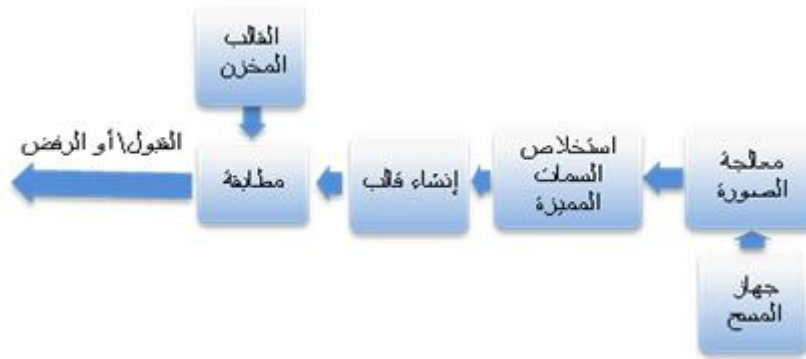 القالب
المخزن
القبول\ أو الرفض
مطابقة
إنشاء قالب
استخلاص
السمات
المميزة
معالجة
الصورة
جهاز
المسح